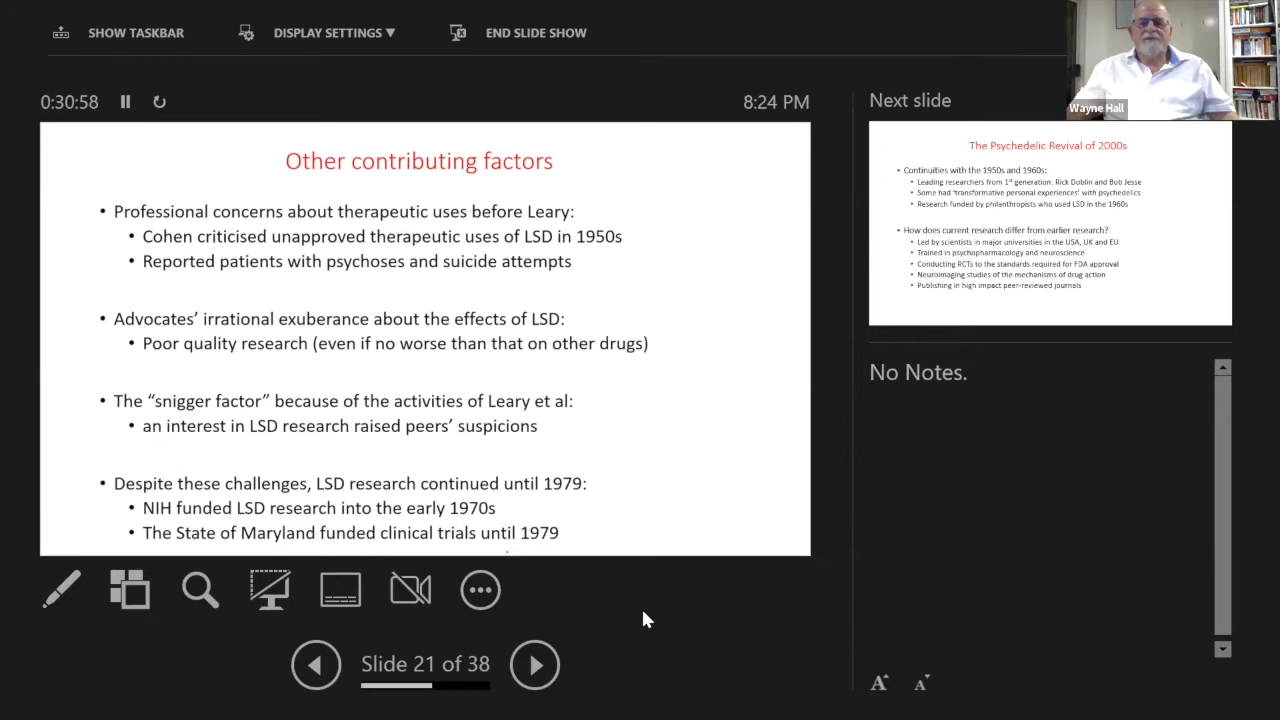 SHOW TASKBAR
DISPLAY SETTINGS ▼
END SLIDE SHOW
Wayne Hall
0:30:58
8:24 PM
Other contributing factors
• Professional concerns about therapeutic uses before Leary:
• Cohen criticised unapproved therapeutic uses of LSD in 1950s
• Reported patients with psychoses and suicide attempts
• Advocates’ irrational exuberance about the effects of LSD:
• Poor quality research (even if no worse than that on other drugs)
• The “snigger factor” because of the activities of Leary et al:
• an interest in LSD research raised peers’ suspicions
• Despite these challenges, LSD research continued until 1979:
• NIH funded LSD research into the early 1970s
• The State of Maryland funded clinical trials until 1979
Slide 21 of 38
Next slide
The Psychedelic Revival of 2000s
• Continuities with the 1950s and 1960s:
• Leading researchers from 1st generation: Rick Doblin and Bob Jesse
• Some had ‘transformative personal experiences’ with psychedelics
• Research funded by philanthropists who used LSD in the 1960s
• How does current research differ from earlier research?
• Led by scientists in major universities in the USA, UK and EU
• Trained in psychopharmacology and neuroscience
• Conducting RCTs to the standards required for FDA approval
• Neuroimaging studies of the mechanisms of drug action
• Publishing in high impact peer-reviewed journals
No Notes.
A A